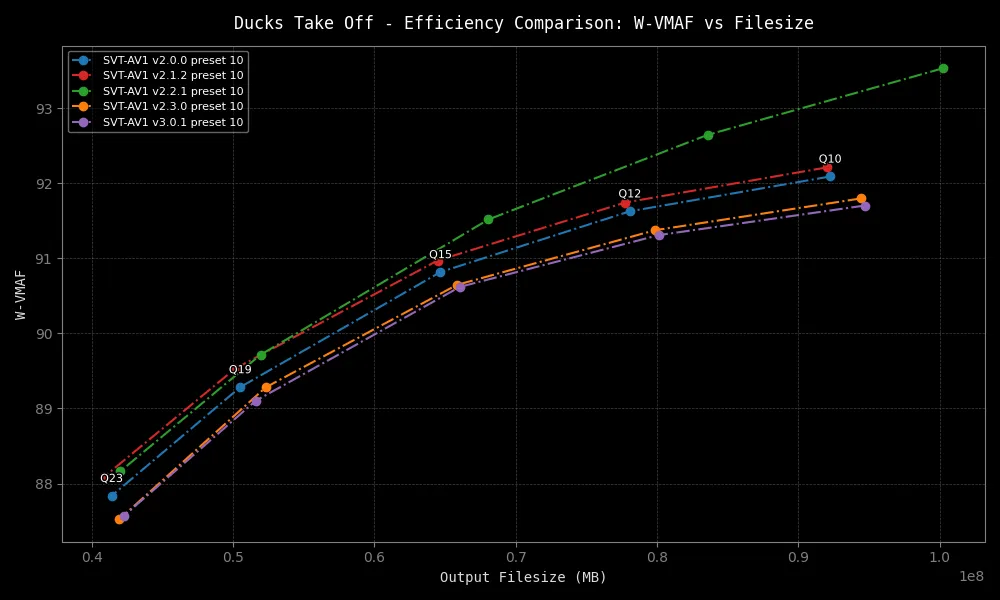 Ducks Take Off - Efficiency Comparison: W-VMAF vs Filesize
SVT-AV1 v2.0.0 preset 10
SVT-AV1 v2.1.2 preset 10
SVT-AV1 v2.2.1 preset 10
SVT-AV1 v2.3.0 preset 10
SVT-AV1 v3.0.1 preset 10
W-VMAF
93
92
91
90
89
88
Q10
Q12
Q15
Q19
Q23
0.4 0.5 0.6 0.7 0.8 0.9 1.0
1e8
Output Filesize (MB)